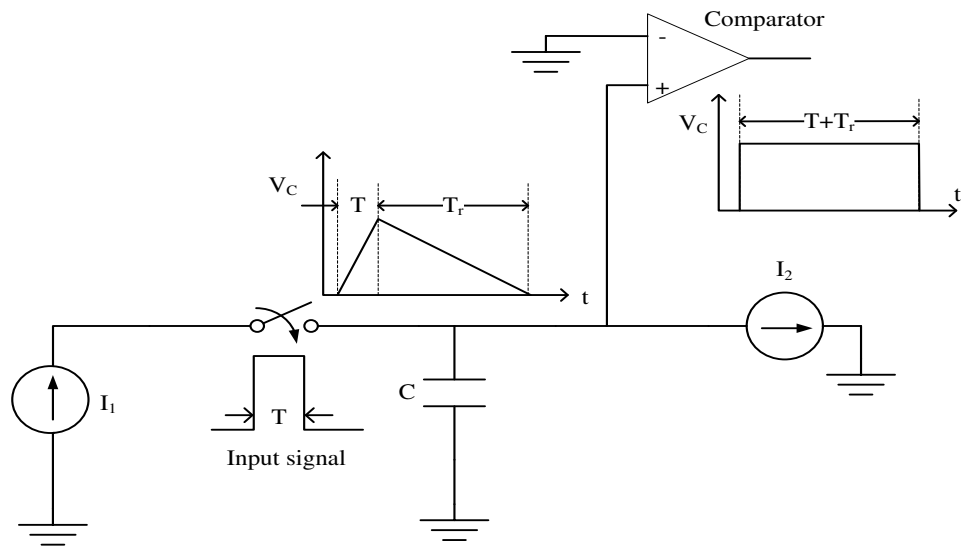 Comparator
-
+
V_C
T+T_r
t
V_C
T
T_r
t
I_2
I_1
T
C
Input signal